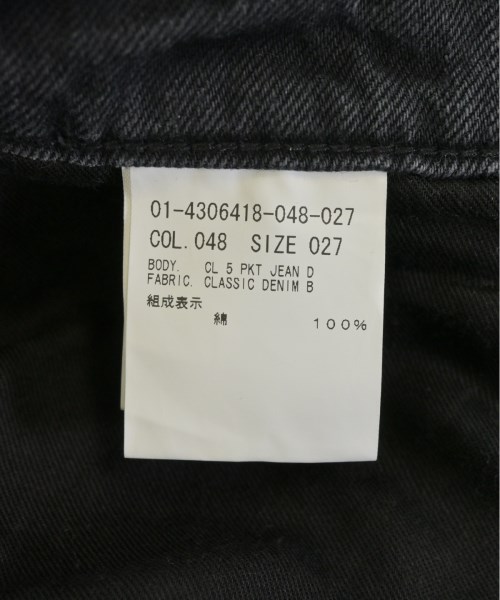 01-4306418-048-027
COL. 048 SIZE 027
BODY. CL 5 PKT JEAN D
FABRIC. CLASSIC DENIM B
組成表示
綿 100%